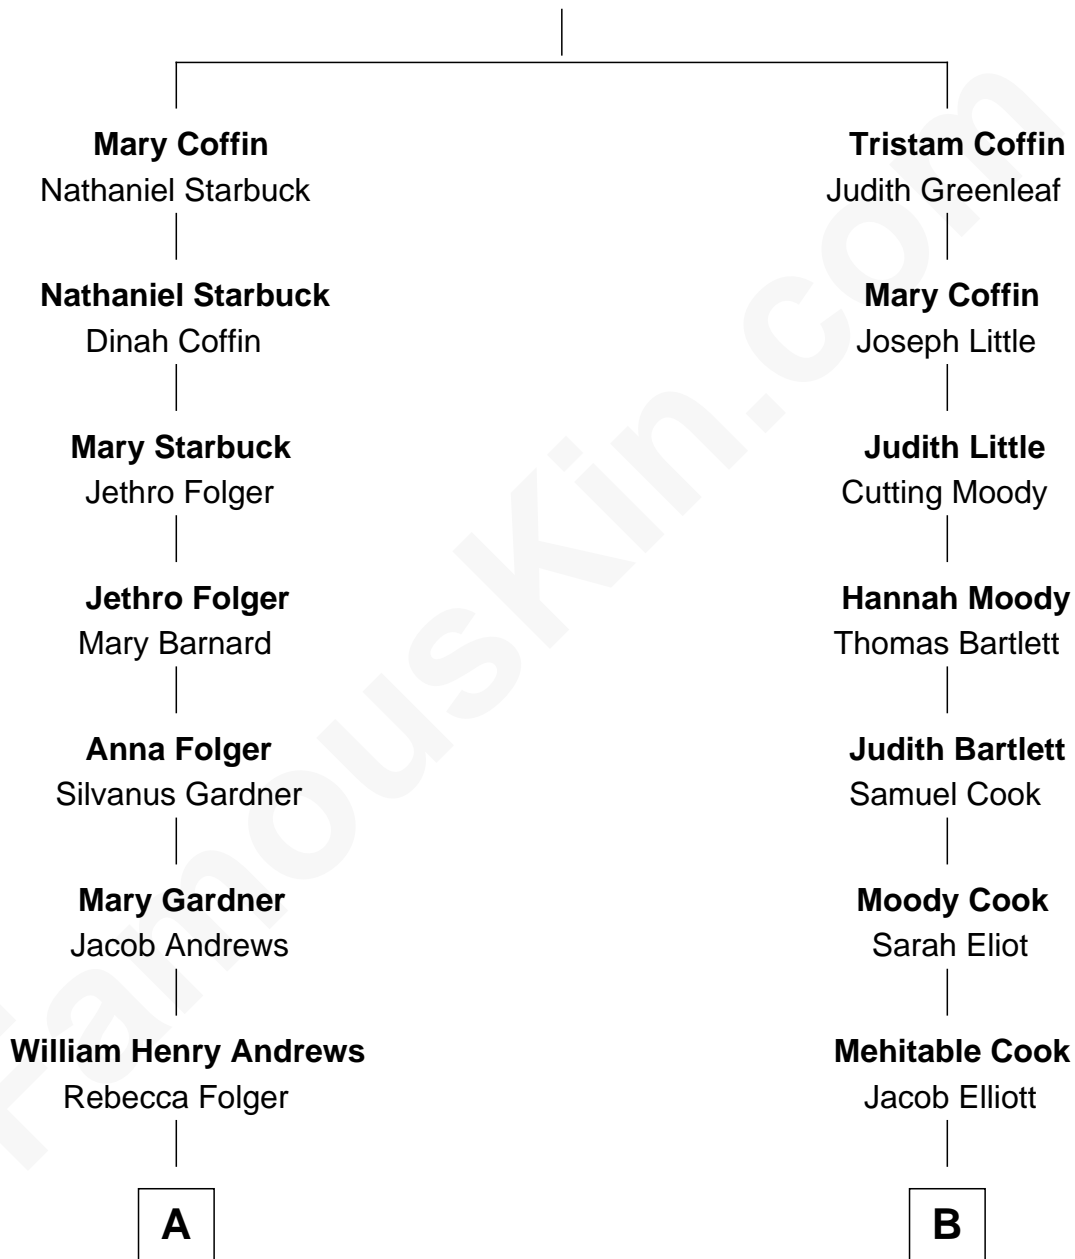 Mary Coffin
Nathaniel Starbuck
Nathaniel Starbuck
Dinah Coffin
Mary Starbuck
Jethro Folger
Jethro Folger
Mary Barnard
Anna Folger
Silvanus Gardner
Mary Gardner
Jacob Andrews
William Henry Andrews
Rebecca Folger
A
Tristam Coffin
Judith Greenleaf
Mary Coffin
Joseph Little
Judith Little
Cutting Moody
Hannah Moody
Thomas Bartlett
Judith Bartlett
Samuel Cook
Moody Cook
Sarah Eliot
Mehitable Cook
Jacob Elliott
B
FamousKin.com